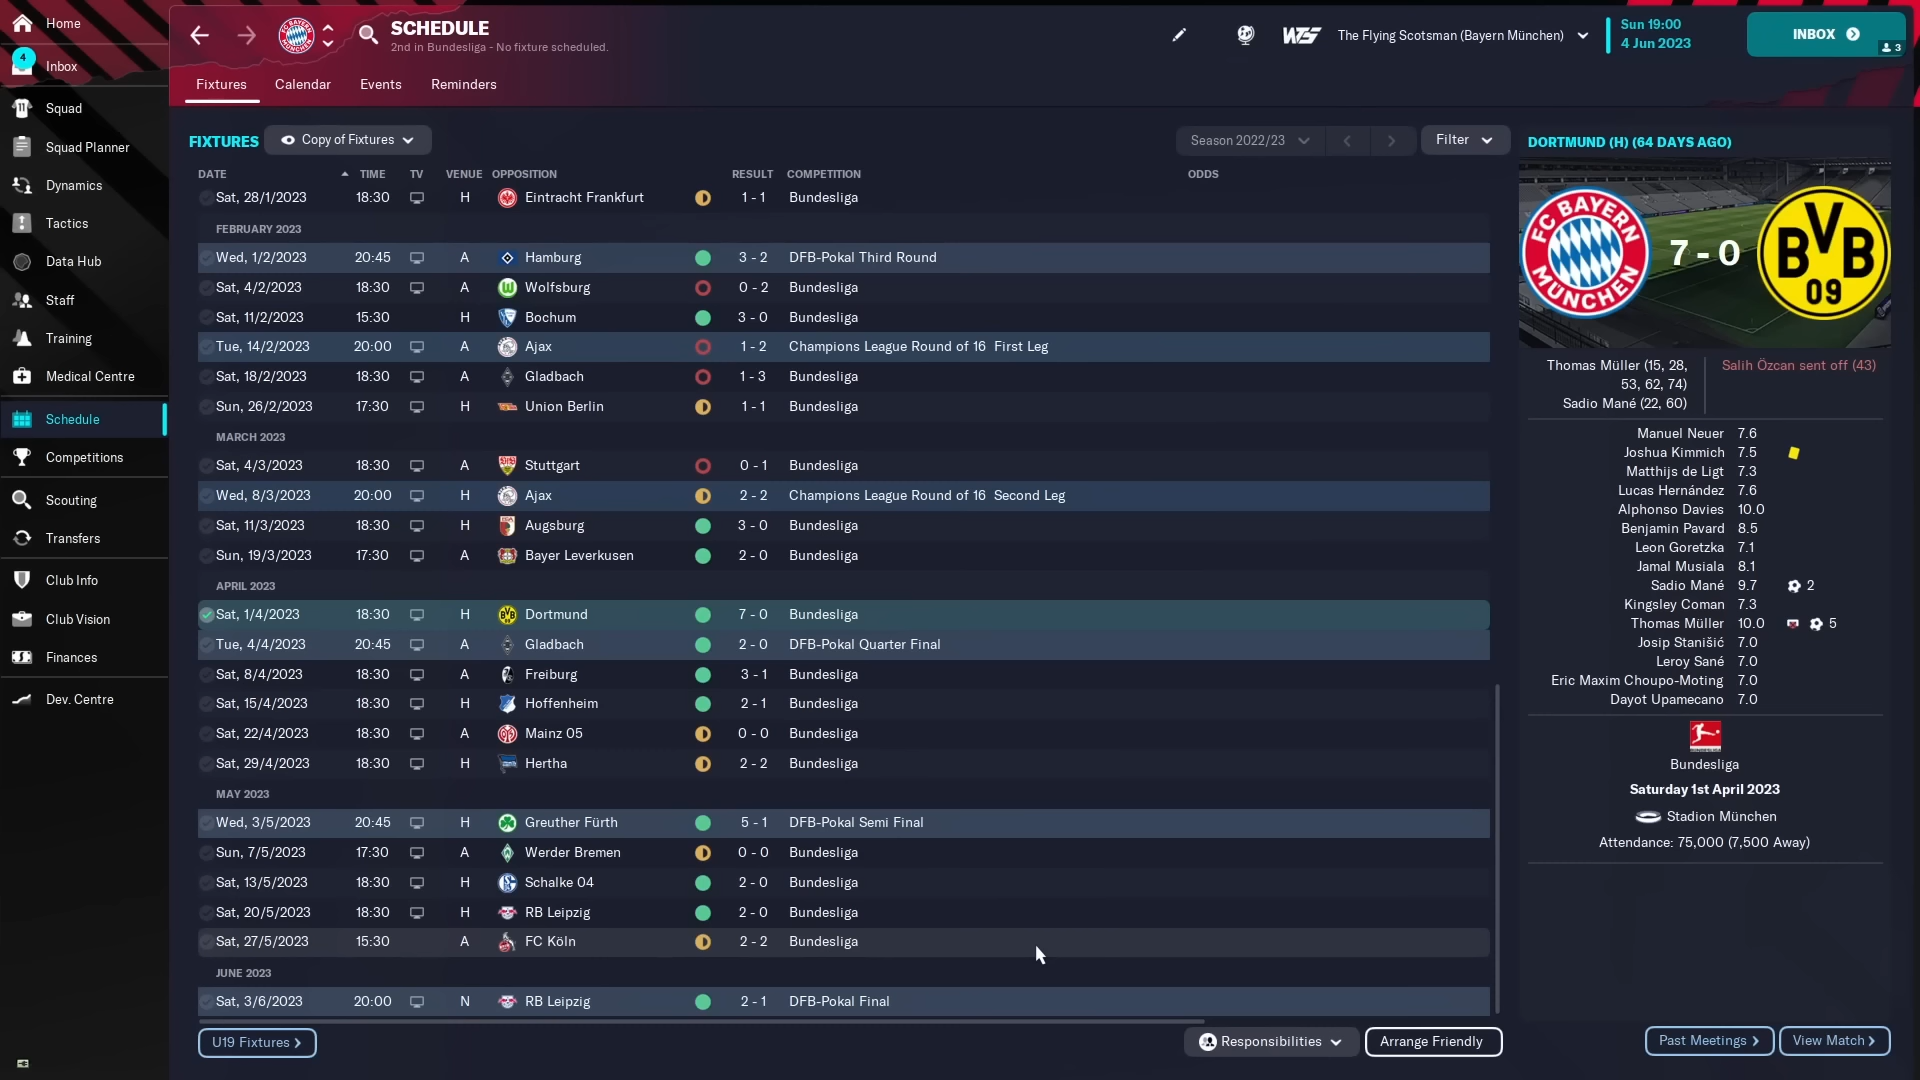 Home
4
Inbox
Squad
Squad Planner
Dynamics
Tactics
Data Hub
Staff
Training
Medical Centre
Schedule
Competitions
Scouting
Transfers
Club Info
Club Vision
Finances
Dev. Centre
SCHEDULE
2nd in Bundesliga - No fixture scheduled.
The Flying Scotsman (Bayern München)
Sun 19:00
4 Jun 2023
INBOX
3
Fixtures Calendar Events Reminders
FIXTURES Copy of Fixtures Season 2022/23 Filter
DATE TIME TV VENUE OPPOSITION RESULT COMPETITION ODDS
Sat, 28/1/2023 18:30 H Eintracht Frankfurt 1 - 1 Bundesliga
FEBRUARY 2023
Wed, 1/2/2023 20:45 A Hamburg 3 - 2 DFB-Pokal Third Round
Sat, 4/2/2023 18:30 A Wolfsburg 0 - 2 Bundesliga
Sat, 11/2/2023 15:30 H Bochum 3 - 0 Bundesliga
Tue, 14/2/2023 20:00 A Ajax 1 - 2 Champions League Round of 16 First Leg
Sat, 18/2/2023 18:30 A Gladbach 1 - 3 Bundesliga
Sun, 26/2/2023 17:30 H Union Berlin 1 - 1 Bundesliga
MARCH 2023
Sat, 4/3/2023 18:30 A Stuttgart 0 - 1 Bundesliga
Wed, 8/3/2023 20:00 H Ajax 2 - 2 Champions League Round of 16 Second Leg
Sat, 11/3/2023 18:30 H Augsburg 3 - 0 Bundesliga
Sun, 19/3/2023 17:30 A Bayer Leverkusen 2 - 0 Bundesliga
APRIL 2023
Sat, 1/4/2023 18:30 H Dortmund 7 - 0 Bundesliga
Tue, 4/4/2023 20:45 A Gladbach 2 - 0 DFB-Pokal Quarter Final
Sat, 8/4/2023 18:30 A Freiburg 3 - 1 Bundesliga
Sat, 15/4/2023 18:30 H Hoffenheim 2 - 1 Bundesliga
Sat, 22/4/2023 18:30 A Mainz 05 0 - 0 Bundesliga
Sat, 29/4/2023 18:30 H Hertha 2 - 2 Bundesliga
MAY 2023
Wed, 3/5/2023 20:45 H Greuther Fürth 5 - 1 DFB-Pokal Semi Final
Sun, 7/5/2023 17:30 A Werder Bremen 0 - 0 Bundesliga
Sat, 13/5/2023 18:30 H Schalke 04 2 - 0 Bundesliga
Sat, 20/5/2023 18:30 H RB Leipzig 2 - 0 Bundesliga
Sat, 27/5/2023 15:30 A FC Köln 2 - 2 Bundesliga
JUNE 2023
Sat, 3/6/2023 20:00 N RB Leipzig 2 - 1 DFB-Pokal Final
U19 Fixtures Responsibilities Arrange Friendly
DORTMUND (H) (64 DAYS AGO)
FC BAYERN MÜNCHEN 7 - 0 BVB 09
Thomas Müller (15, 28,
53, 62, 74)
Sadio Mané (22, 60)
Salih Özcan sent off (43)
Manuel Neuer 7.6
Joshua Kimmich 7.5
Matthijs de Ligt 7.3
Lucas Hernández 7.6
Alphonso Davies 10.0
Benjamin Pavard 8.5
Leon Goretzka 7.1
Jamal Musiala 8.1
Sadio Mané 9.7 2
Kingsley Coman 7.3
Thomas Müller 10.0 5
Josip Stanišić 7.0
Leroy Sané 7.0
Eric Maxim Choupo-Moting 7.0
Dayot Upamecano 7.0
Bundesliga
Saturday 1st April 2023
Stadion München
Attendance: 75,000 (7,500 Away)
Past Meetings View Match